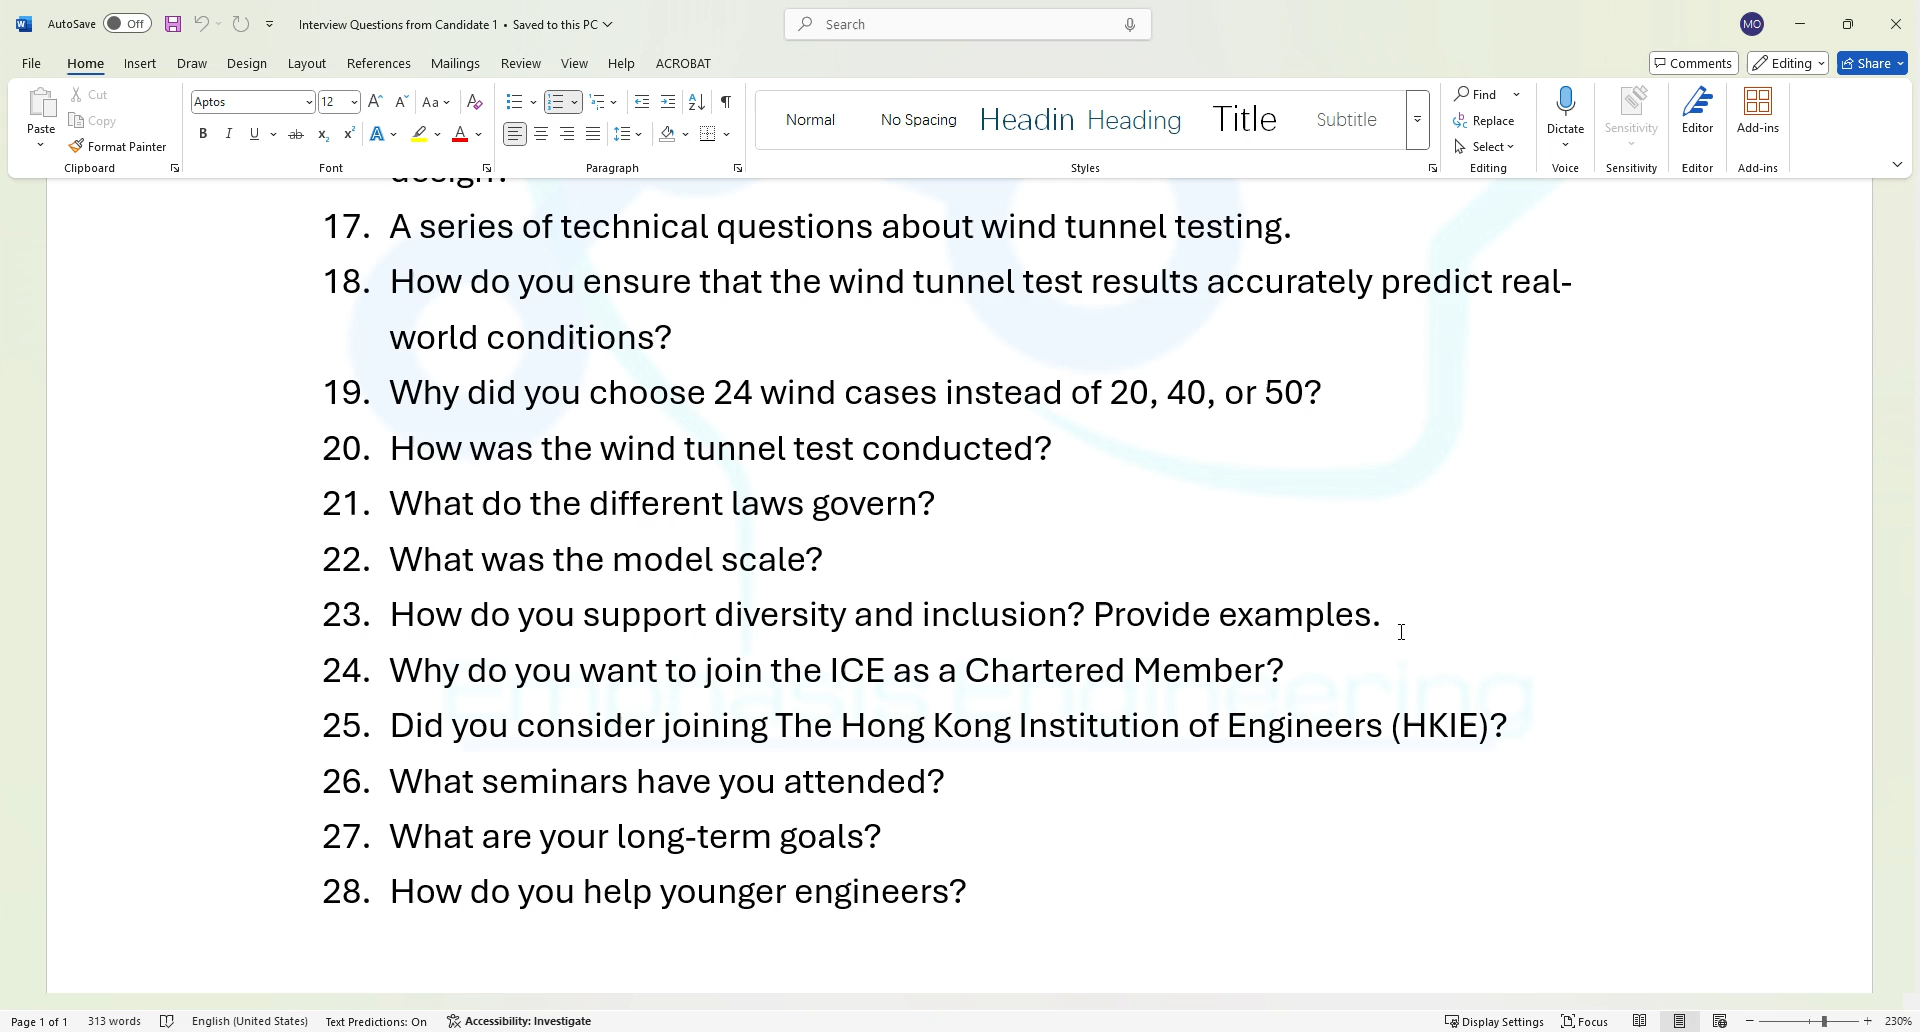 AutoSave Off Interview Questions from Candidate 1 • Saved to this PC Search MO
File Home Insert Draw Design Layout References Mailings Review View Help ACROBAT Comments Editing Share
Paste Cut Copy Format Painter
Aptos 12 Aa
B I U ab x₂ x² A A
Normal No Spacing Headin Heading Title Subtitle
Find Replace Select
Dictate Sensitivity Editor Add-ins
Clipboard Font Paragraph Styles Editing Voice Sensitivity Editor Add-ins
design?
17. A series of technical questions about wind tunnel testing.
18. How do you ensure that the wind tunnel test results accurately predict real-
world conditions?
19. Why did you choose 24 wind cases instead of 20, 40, or 50?
20. How was the wind tunnel test conducted?
21. What do the different laws govern?
22. What was the model scale?
23. How do you support diversity and inclusion? Provide examples.
24. Why do you want to join the ICE as a Chartered Member?
Emphasis Engineering
25. Did you consider joining The Hong Kong Institution of Engineers (HKIE)?
26. What seminars have you attended?
27. What are your long-term goals?
28. How do you help younger engineers?
Page 1 of 1 313 words English (United States) Text Predictions: On Accessibility: Investigate Display Settings Focus 230%